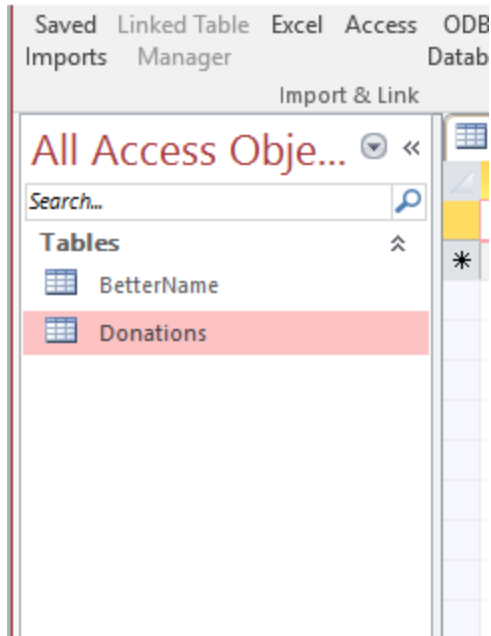 Saved Linked Table Excel Access ODB
Imports Manager Datab
Import & Link
All Access Obje... «
Search...
Tables
BetterName
Donations